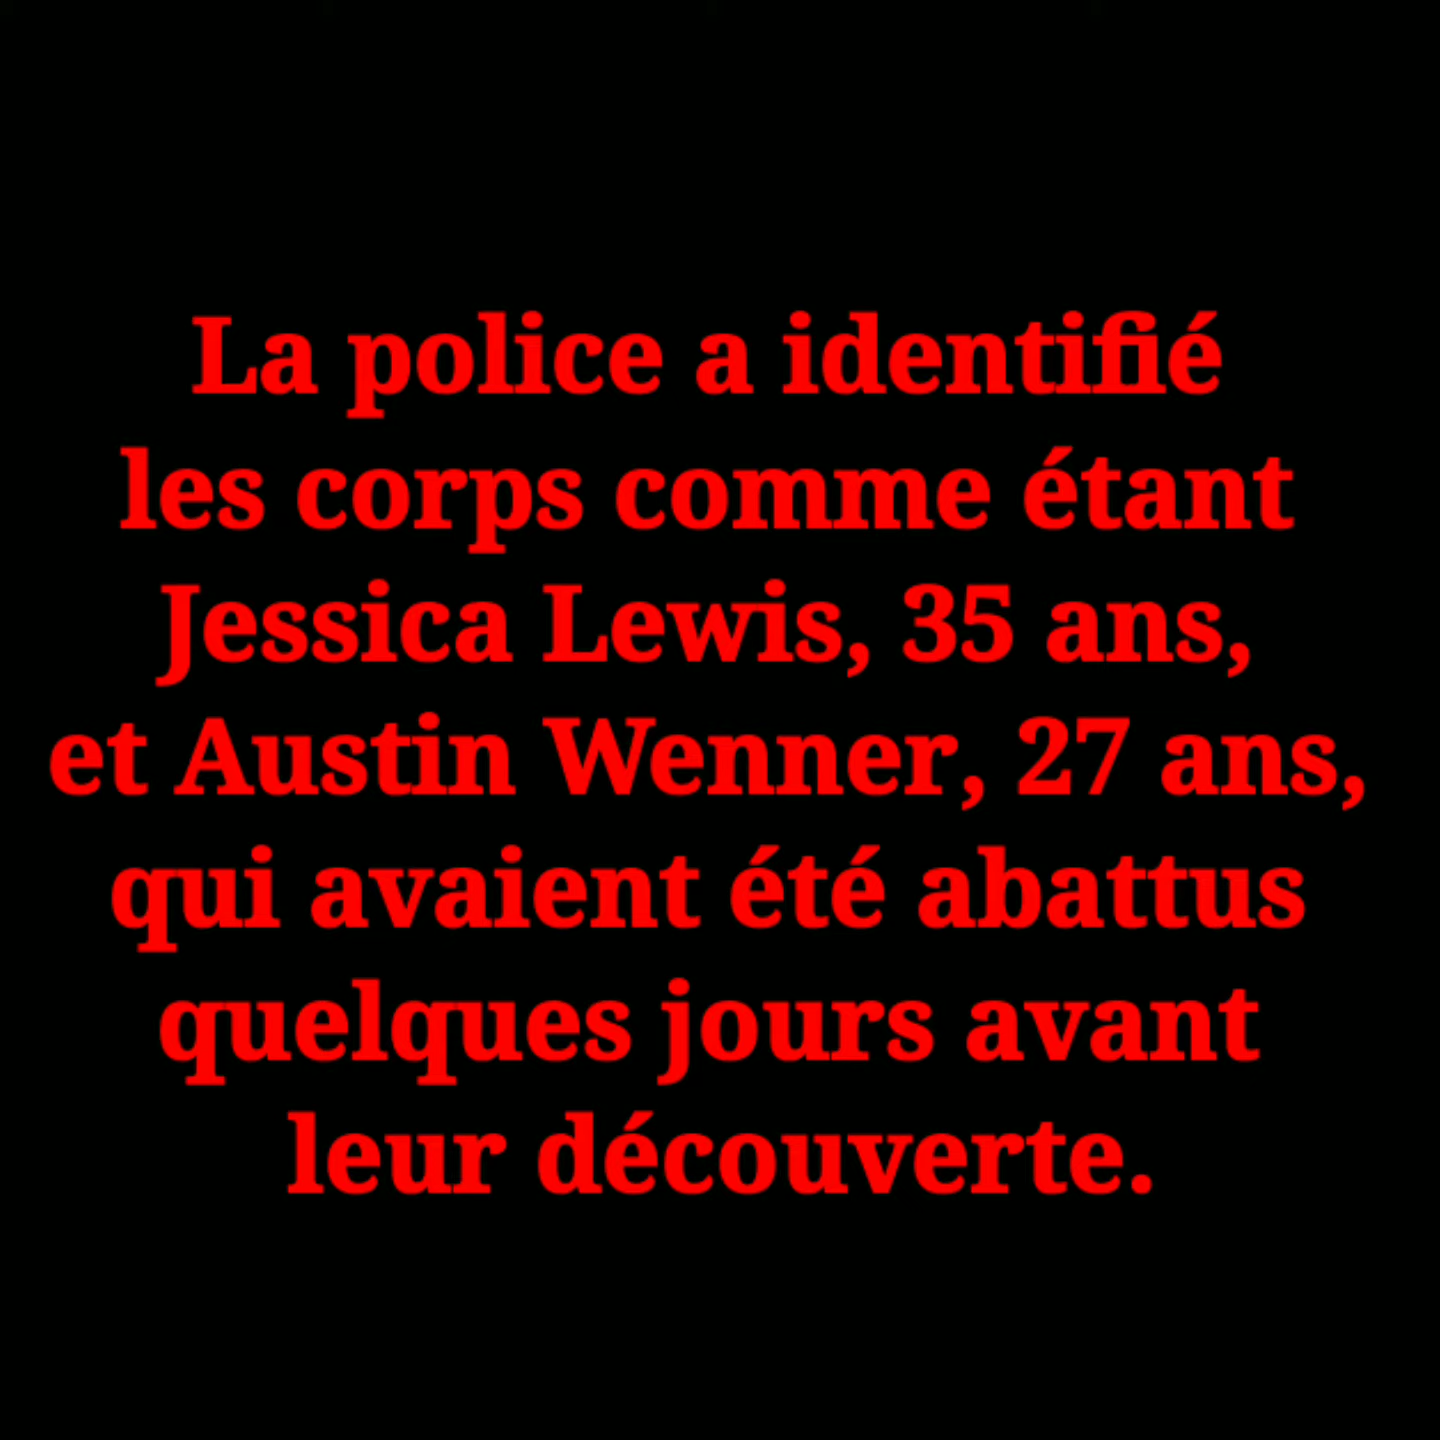 La police a identifié
les corps comme étant
Jessica Lewis, 35 ans,
et Austin Wenner, 27 ans,
qui avaient été abattus
quelques jours avant
leur découverte.